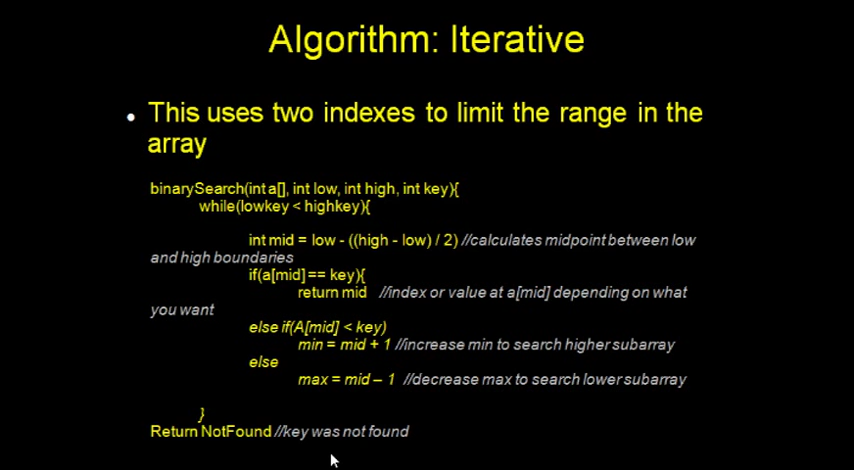 Algorithm: Iterative
• This uses two indexes to limit the range in the
array
binarySearch(int a[], int low, int high, int key){
while(lowkey < highkey){
int mid = low - ((high - low) / 2) //calculates midpoint between low
and high boundaries
if(a[mid] == key){
return mid //index or value at a[mid] depending on what
you want
else if(A[mid] < key)
min = mid + 1 //increase min to search higher subarray
else
max = mid – 1 //decrease max to search lower subarray
}
Return NotFound //key was not found